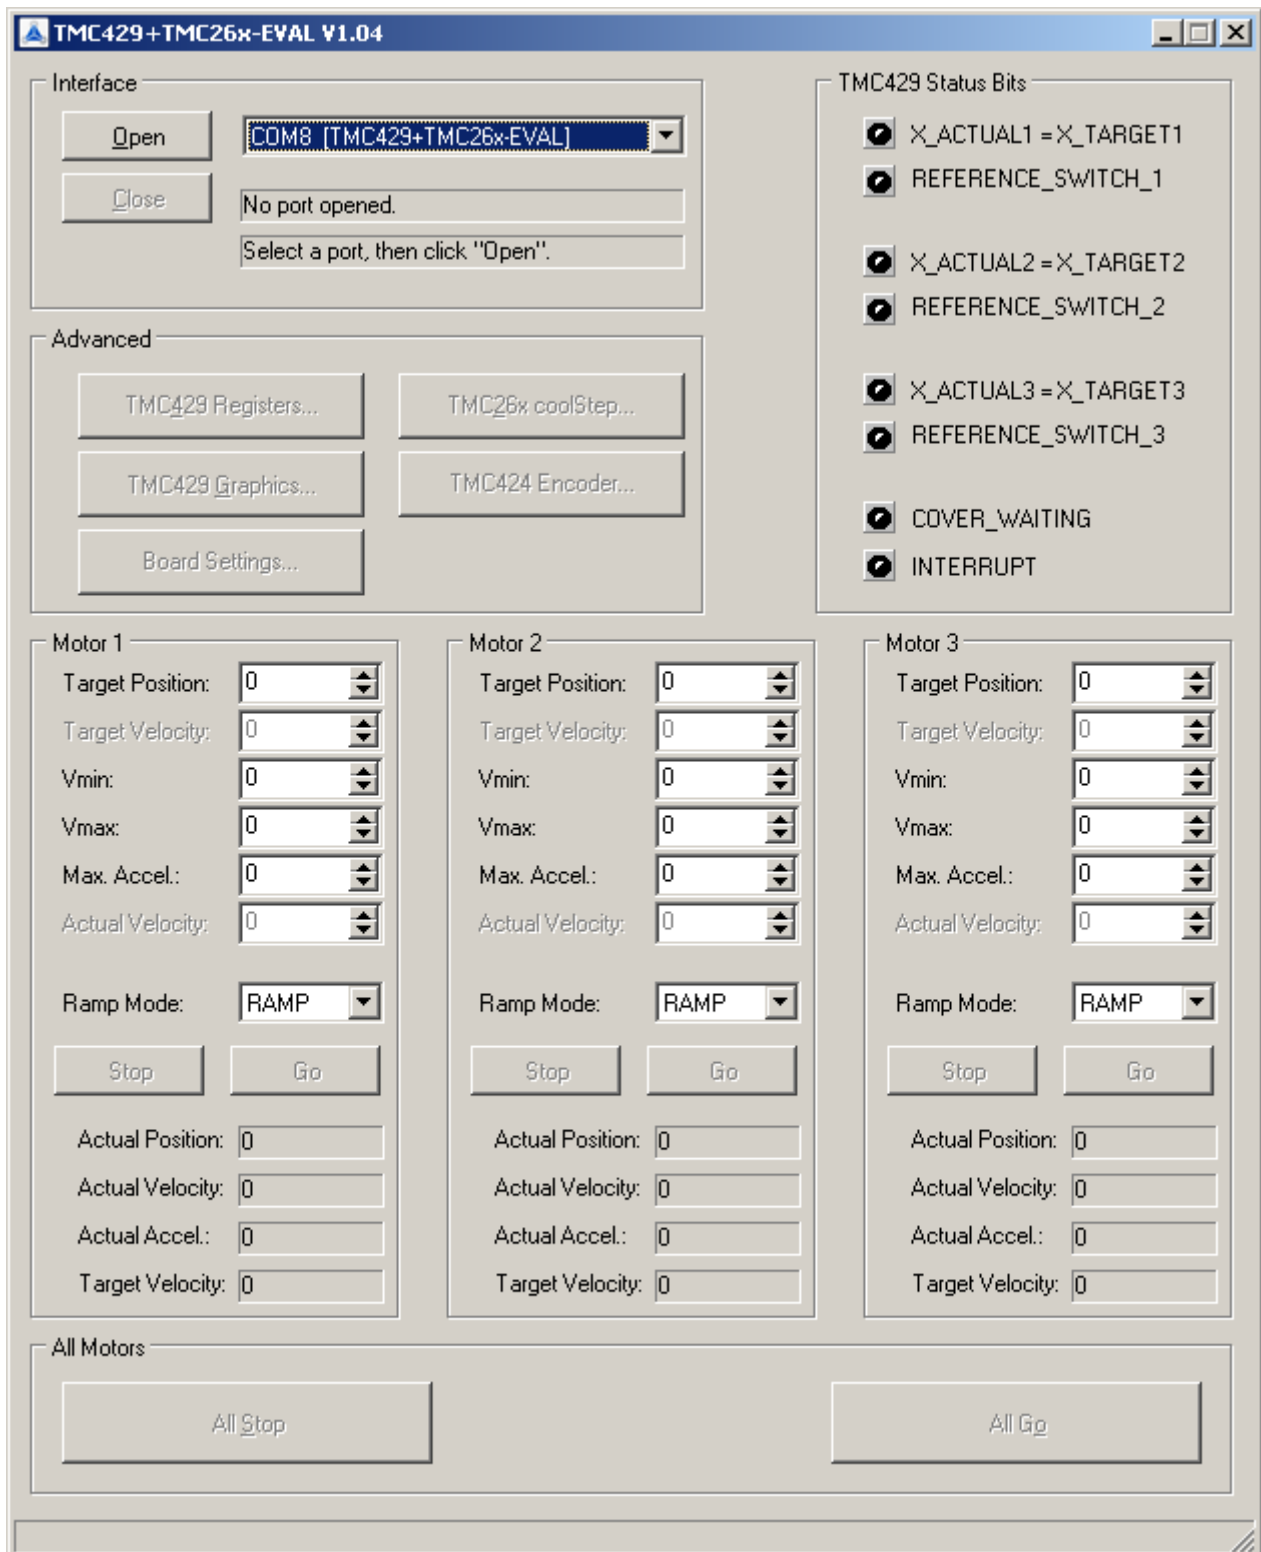 TMC429+TMC26x-EVAL V1.04
Interface
Open
COM8 [TMC429+TMC26x-EVAL]
Close
No port opened.
Select a port, then click "Open".
TMC429 Status Bits
X_ACTUAL1 = X_TARGET1
REFERENCE_SWITCH_1
X_ACTUAL2 = X_TARGET2
REFERENCE_SWITCH_2
X_ACTUAL3 = X_TARGET3
REFERENCE_SWITCH_3
COVER_WAITING
INTERRUPT
Advanced
TMC429 Registers... TMC26x coolStep...
TMC429 Graphics... TMC424 Encoder...
Board Settings...
Motor 1
Target Position: 0
Target Velocity: 0
Vmin: 0
Vmax: 0
Max. Accel.: 0
Actual Velocity: 0
Ramp Mode: RAMP
Stop Go
Actual Position: 0
Actual Velocity: 0
Actual Accel.: 0
Target Velocity: 0
Motor 2
Target Position: 0
Target Velocity: 0
Vmin: 0
Vmax: 0
Max. Accel.: 0
Actual Velocity: 0
Ramp Mode: RAMP
Stop Go
Actual Position: 0
Actual Velocity: 0
Actual Accel.: 0
Target Velocity: 0
Motor 3
Target Position: 0
Target Velocity: 0
Vmin: 0
Vmax: 0
Max. Accel.: 0
Actual Velocity: 0
Ramp Mode: RAMP
Stop Go
Actual Position: 0
Actual Velocity: 0
Actual Accel.: 0
Target Velocity: 0
All Motors
All Stop All Go